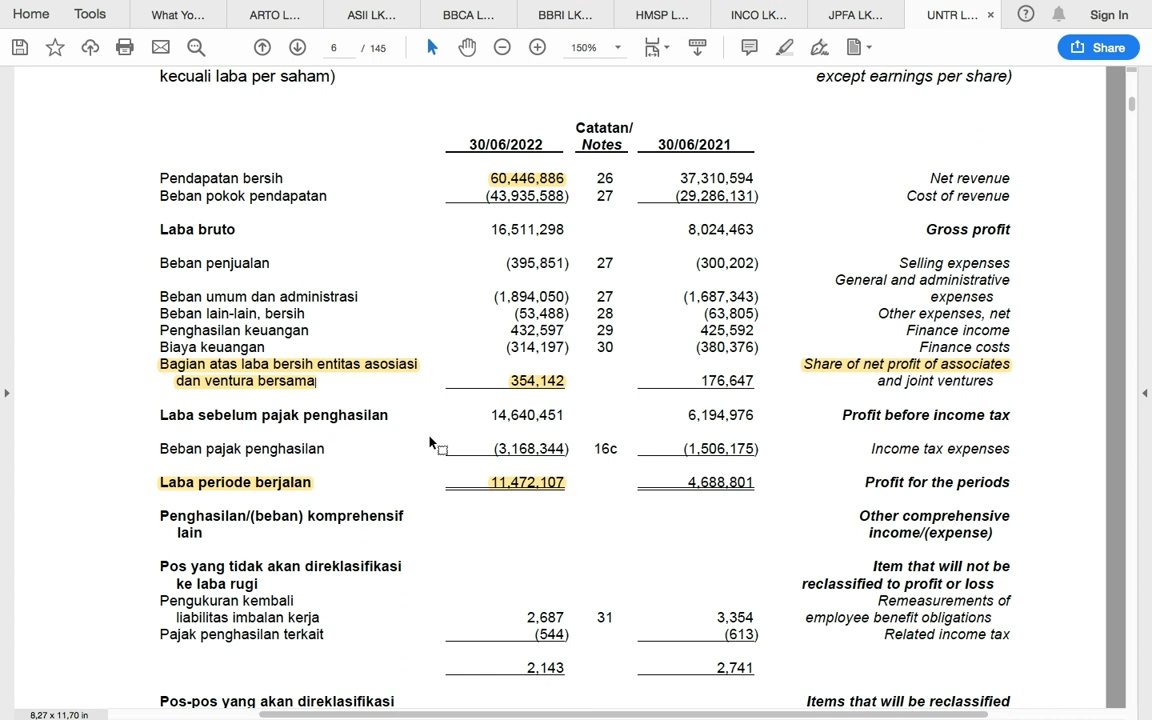 Home Tools What Yo... ARTO L... ASII LK... BBCA L... BBRI LK... HMSP L... INCO LK... JPFA LK... UNTR L... × ? Sign In
6 / 145 150% Share
kecuali laba per saham) except earnings per share)
Catatan/
30/06/2022 Notes 30/06/2021
Pendapatan bersih 60,446,886 26 37,310,594 Net revenue
Beban pokok pendapatan (43,935,588) 27 (29,286,131) Cost of revenue
Laba bruto 16,511,298 8,024,463 Gross profit
Beban penjualan (395,851) 27 (300,202) Selling expenses
General and administrative
Beban umum dan administrasi (1,894,050) 27 (1,687,343) expenses
Beban lain-lain, bersih (53,488) 28 (63,805) Other expenses, net
Penghasilan keuangan 432,597 29 425,592 Finance income
Biaya keuangan (314,197) 30 (380,376) Finance costs
Bagian atas laba bersih entitas asosiasi Share of net profit of associates
dan ventura bersama 354,142 176,647 and joint ventures
Laba sebelum pajak penghasilan 14,640,451 6,194,976 Profit before income tax
Beban pajak penghasilan (3,168,344) 16c (1,506,175) Income tax expenses
Laba periode berjalan 11,472,107 4,688,801 Profit for the periods
Penghasilan/(beban) komprehensif Other comprehensive
lain income/(expense)
Pos yang tidak akan direklasifikasi Item that will not be
ke laba rugi reclassified to profit or loss
Pengukuran kembali Remeasurements of
liabilitas imbalan kerja 2,687 31 3,354 employee benefit obligations
Pajak penghasilan terkait (544) (613) Related income tax
2,143 2,741
Pos-pos yang akan direklasifikasi Items that will be reclassified
8,27 x 11,70 in